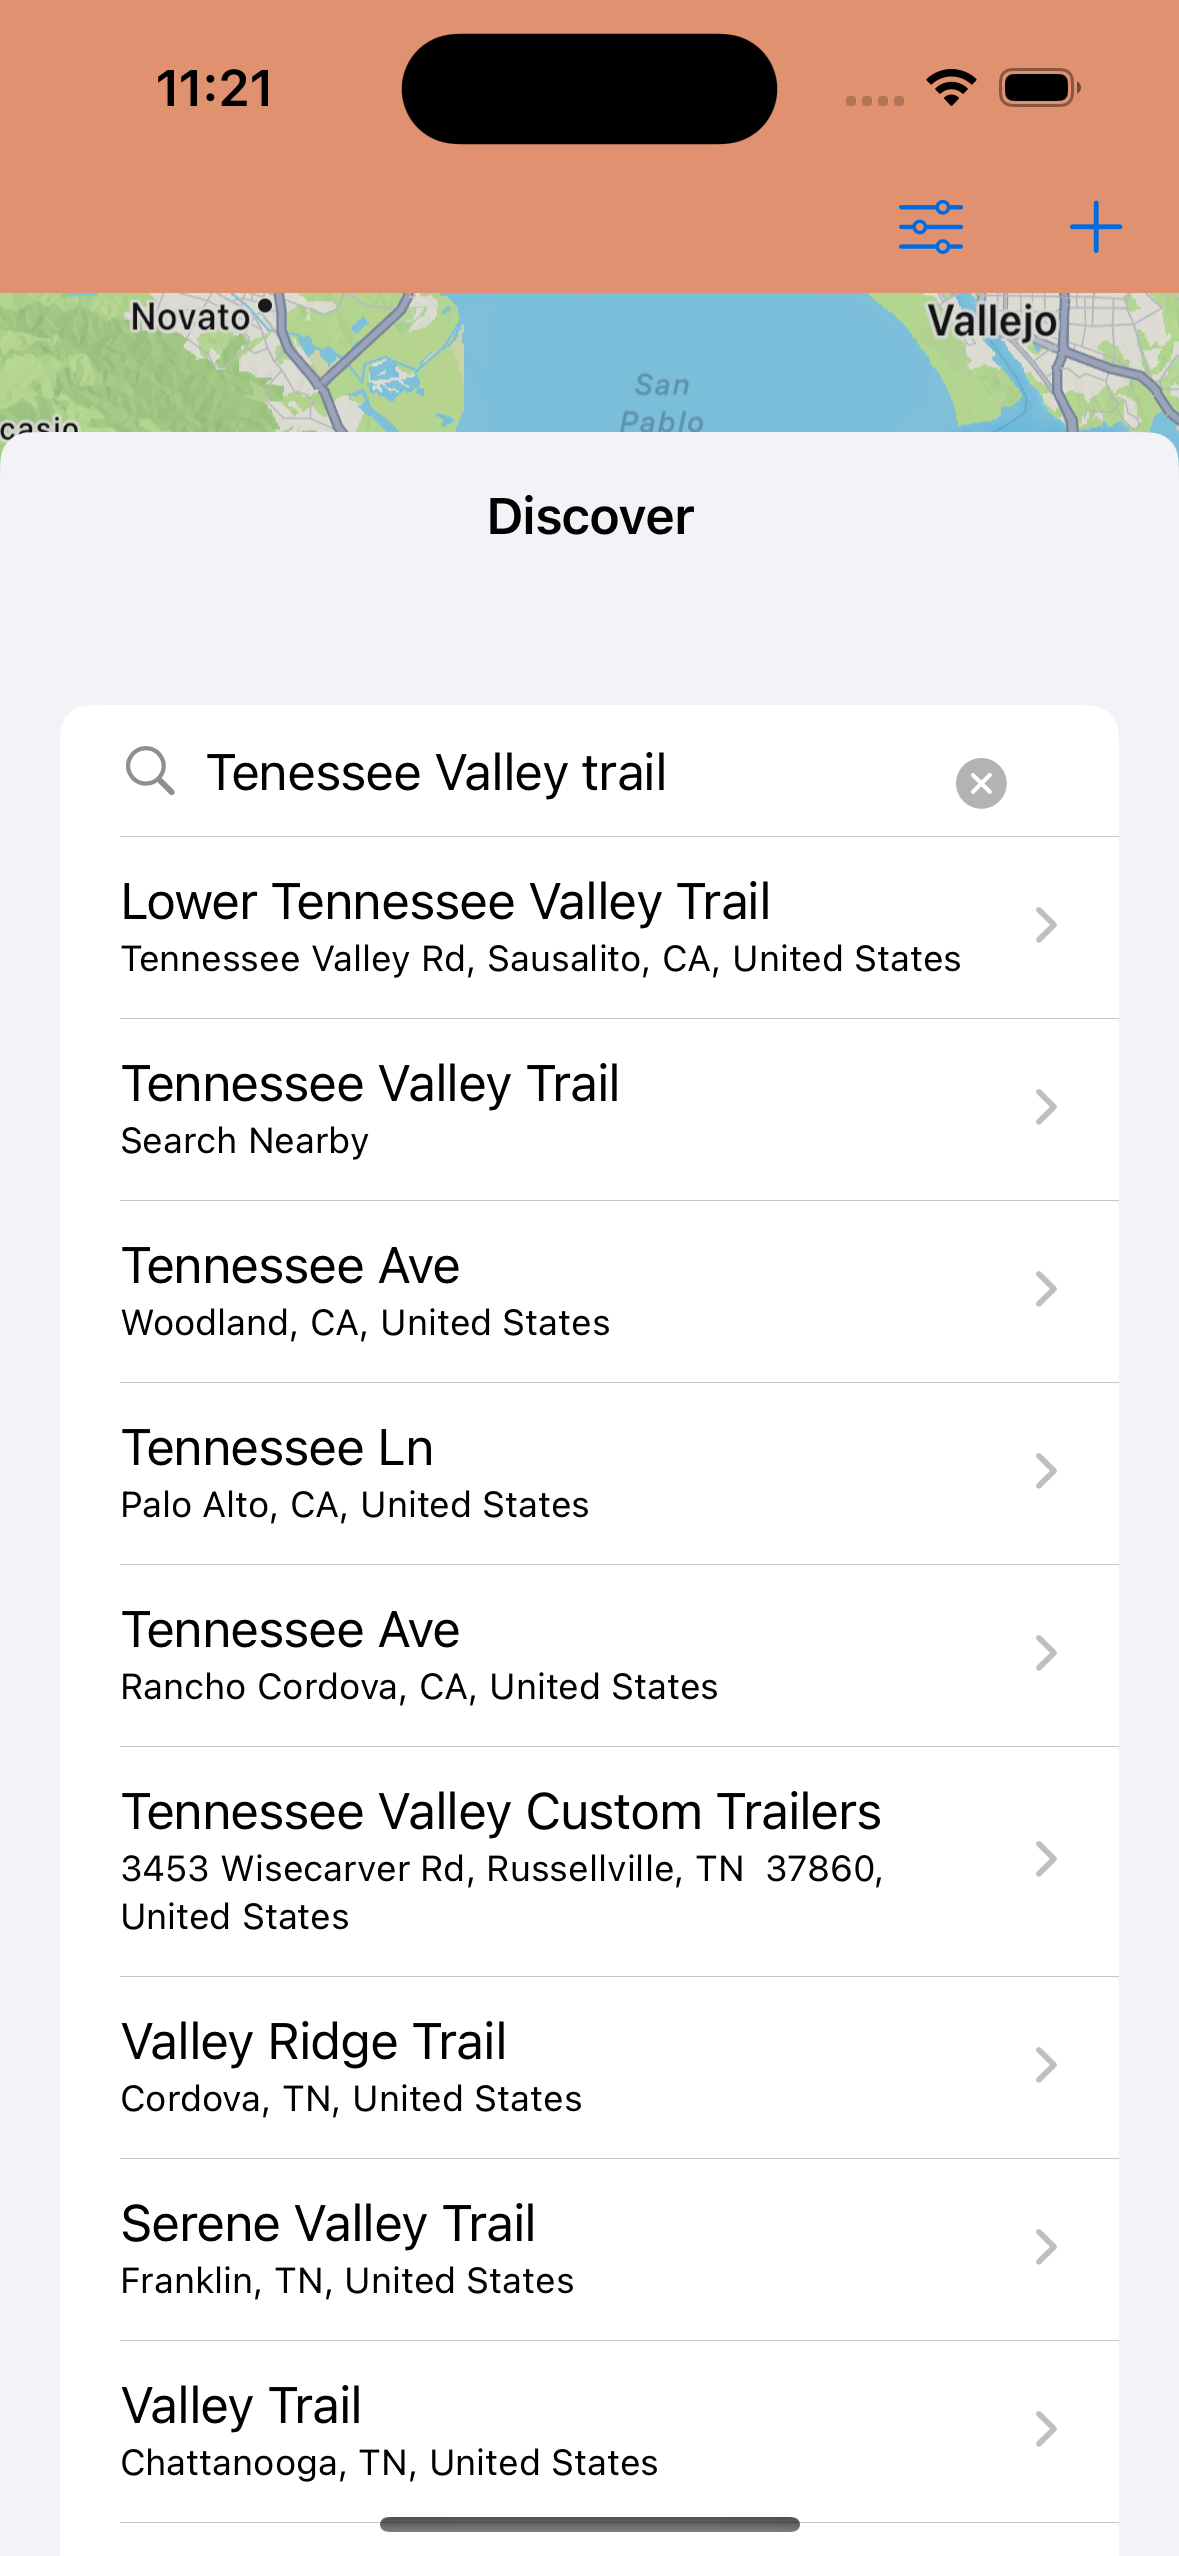 11:21
Novato
Vallejo
San
Pablo
casio
Discover
Tenessee Valley trail
Lower Tennessee Valley Trail
Tennessee Valley Rd, Sausalito, CA, United States
Tennessee Valley Trail
Search Nearby
Tennessee Ave
Woodland, CA, United States
Tennessee Ln
Palo Alto, CA, United States
Tennessee Ave
Rancho Cordova, CA, United States
Tennessee Valley Custom Trailers
3453 Wisecarver Rd, Russellville, TN  37860,
United States
Valley Ridge Trail
Cordova, TN, United States
Serene Valley Trail
Franklin, TN, United States
Valley Trail
Chattanooga, TN, United States